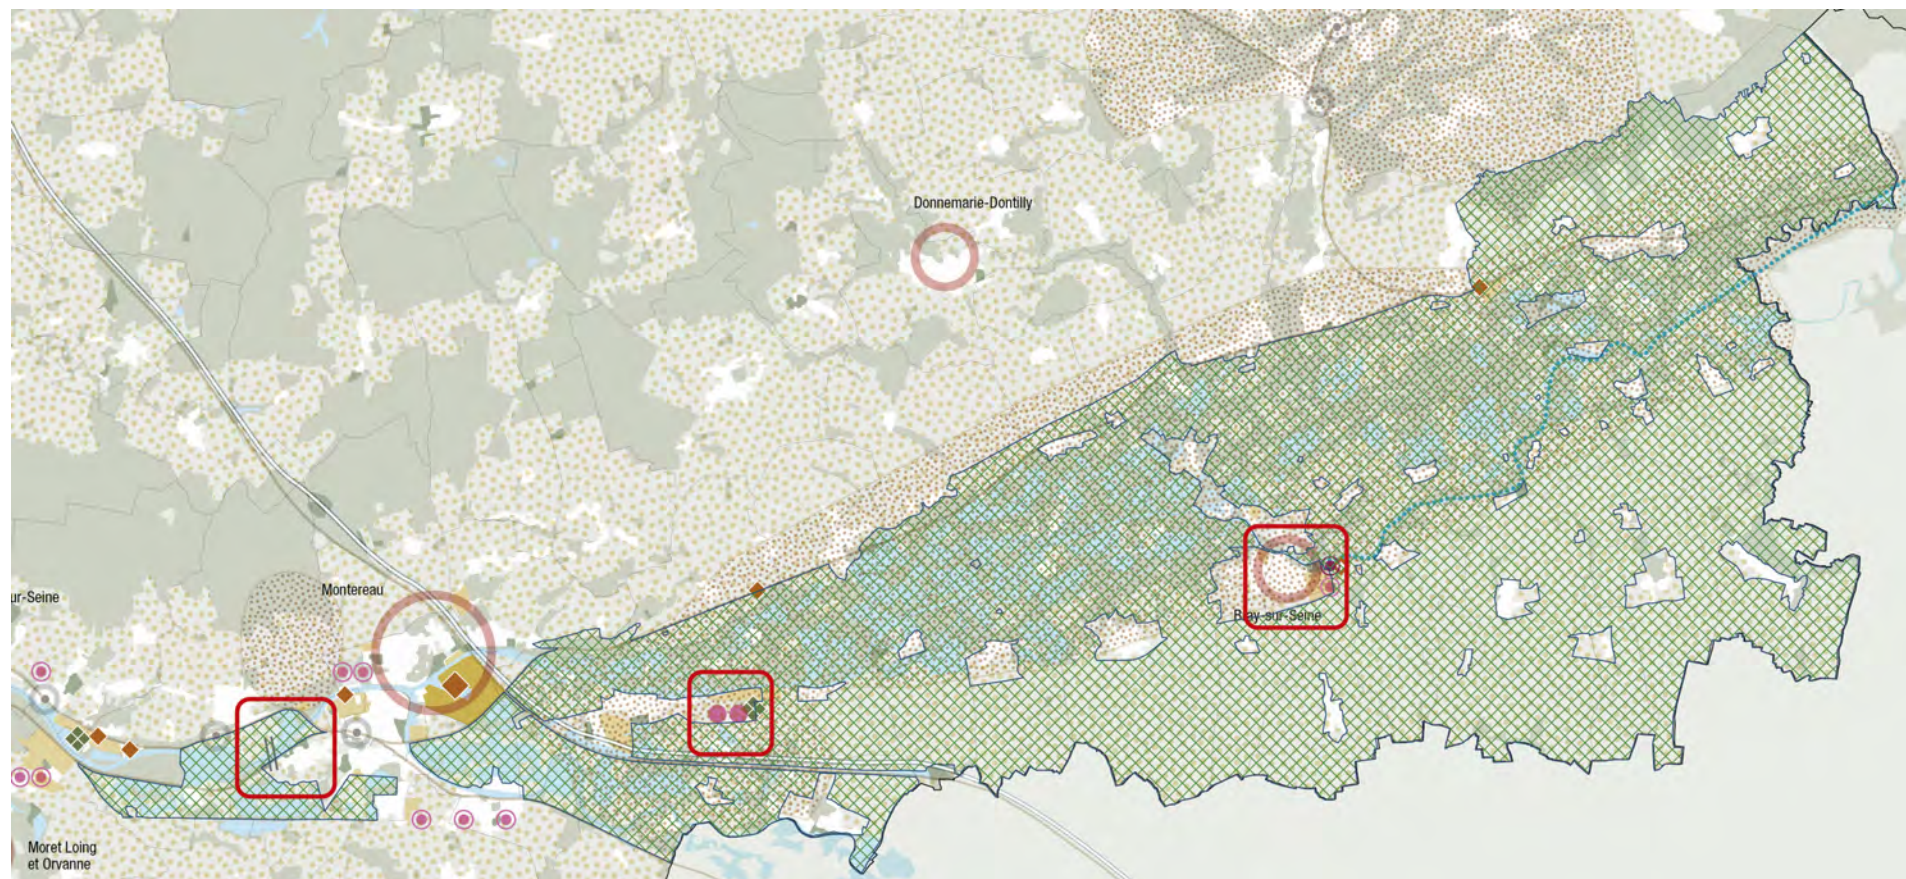 Donnemarie-Dontilly
Montereau
ur-Seine
Bray-sur-Seine
Moret Loing
et Orvanne